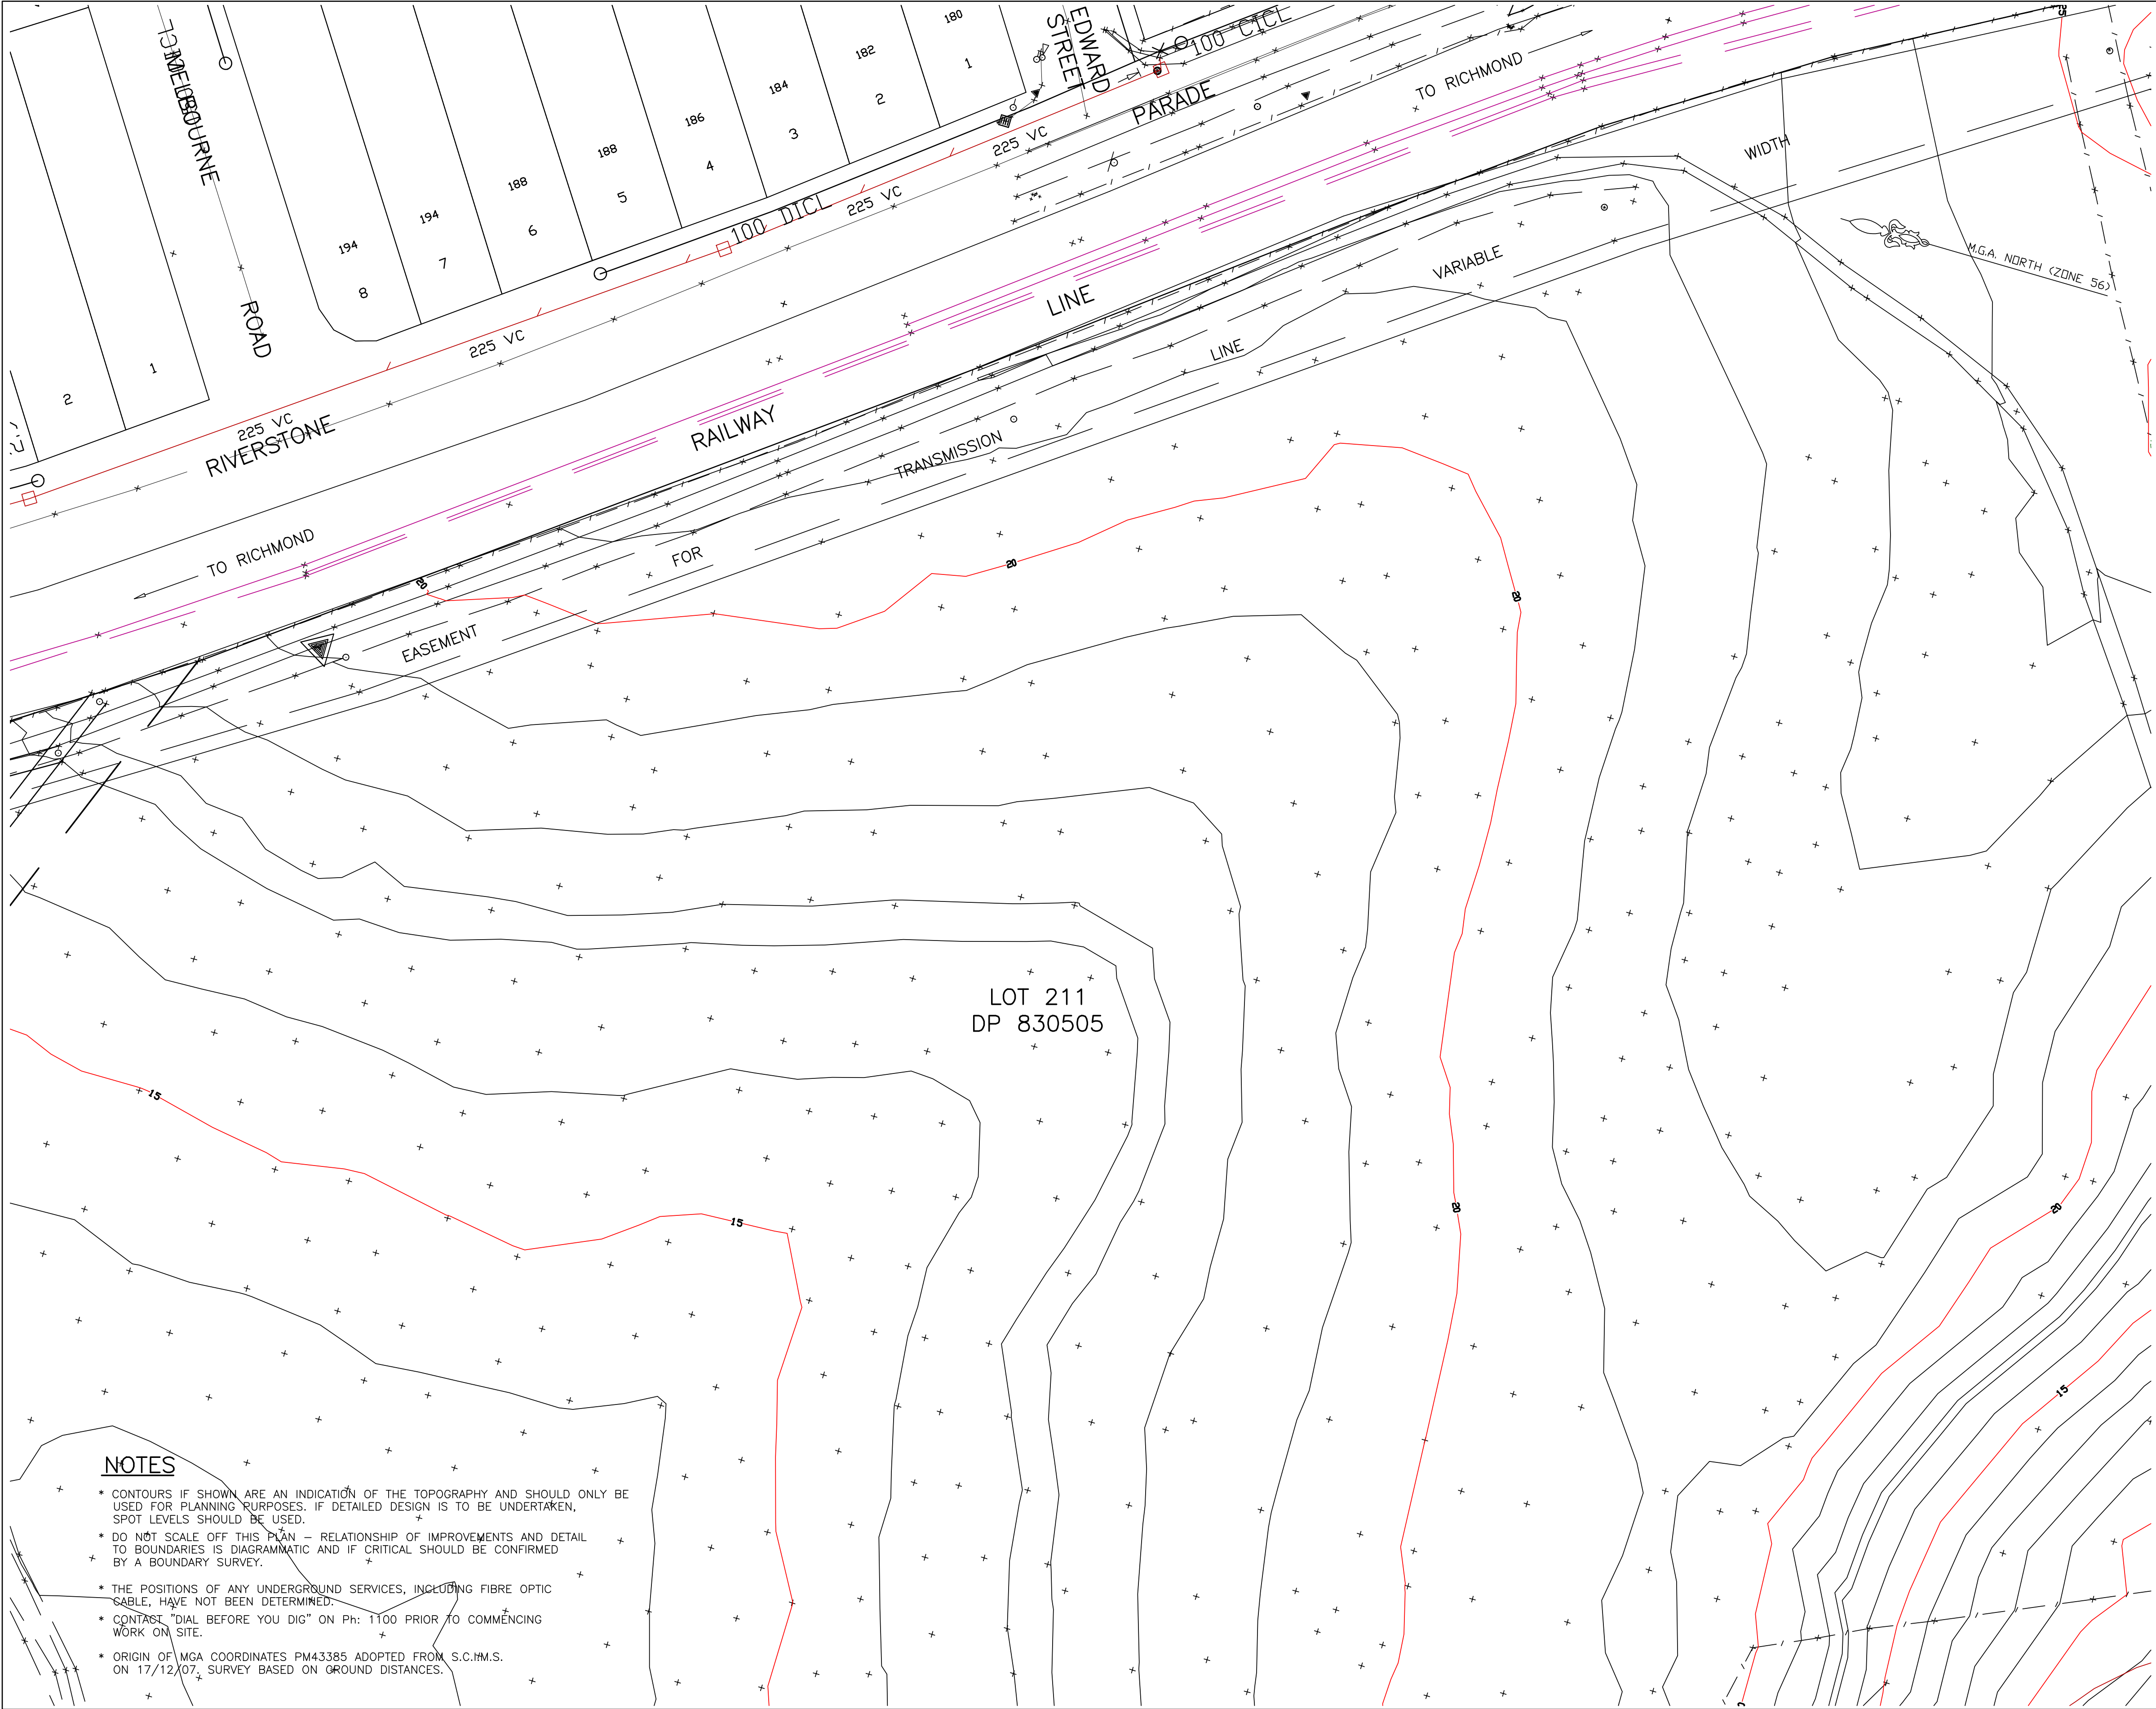 180
EDWARD
STREET
100 CICL
MELBOURNE
182
1
184
2
PARADE
TO RICHMOND
186
3
225 VC
WIDTH
188
4
188
5
100 DICL
225 VC
194
6
194
7
8
M.G.A. NORTH (ZONE 56)
VARIABLE
ROAD
LINE
225 VC
LINE
1
2
225 VC
RIVERSTONE
RAILWAY
TRANSMISSION
TO RICHMOND
FOR
20
20
20
EASEMENT
25
LOT 211
DP 830505
15
15
20
20
15
NOTES
* CONTOURS IF SHOWN ARE AN INDICATION OF THE TOPOGRAPHY AND SHOULD ONLY BE
USED FOR PLANNING PURPOSES. IF DETAILED DESIGN IS TO BE UNDERTAKEN,
SPOT LEVELS SHOULD BE USED.
* DO NOT SCALE OFF THIS PLAN – RELATIONSHIP OF IMPROVEMENTS AND DETAIL
TO BOUNDARIES IS DIAGRAMMATIC AND IF CRITICAL SHOULD BE CONFIRMED
BY A BOUNDARY SURVEY.
* THE POSITIONS OF ANY UNDERGROUND SERVICES, INCLUDING FIBRE OPTIC
CABLE, HAVE NOT BEEN DETERMINED.
* CONTACT "DIAL BEFORE YOU DIG" ON Ph: 1100 PRIOR TO COMMENCING
WORK ON SITE.
* ORIGIN OF MGA COORDINATES PM43385 ADOPTED FROM S.C.I.M.S.
ON 17/12/07. SURVEY BASED ON GROUND DISTANCES.